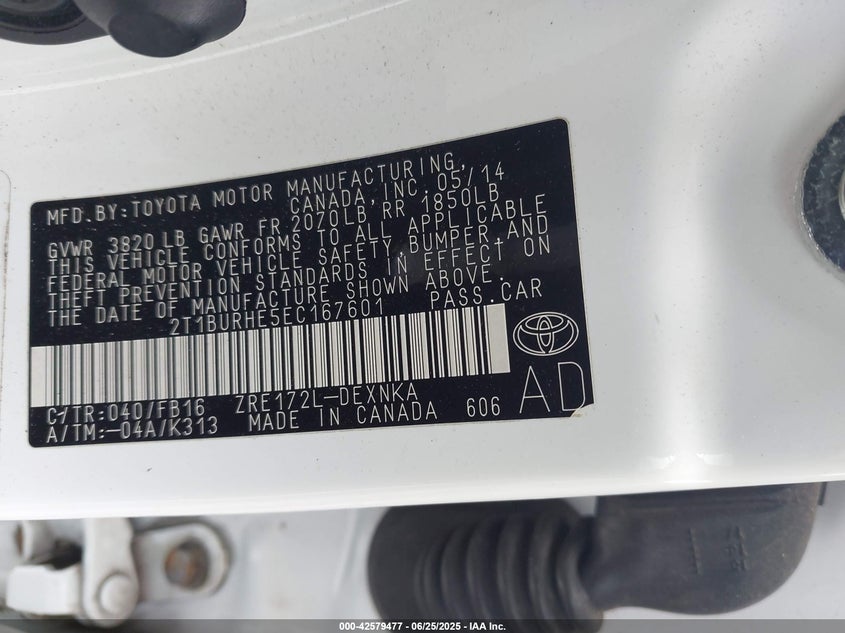 MFD.BY:TOYOTA MOTOR MANUFACTURING,
CANADA,INC.05/14
GVWR 3820 LB GAWR FR 2070LB, RR 1850LB
THIS VEHICLE CONFORMS TO ALL APPLICABLE
FEDERAL MOTOR VEHICLE SAFETY,BUMPER,AND
THEFT PREVENTION STANDARDS IN EFFECT ON
THE DATE OF MANUFACTURE SHOWN ABOVE.
2T1BURHE5EC167601 PASS.CAR
C/TR:040/FB16 ZRE172L-DEXNKA
A/TM:-04A/K313 MADE IN CANADA 606 AD
000-42579477 - 06/25/2025 - IAA Inc.